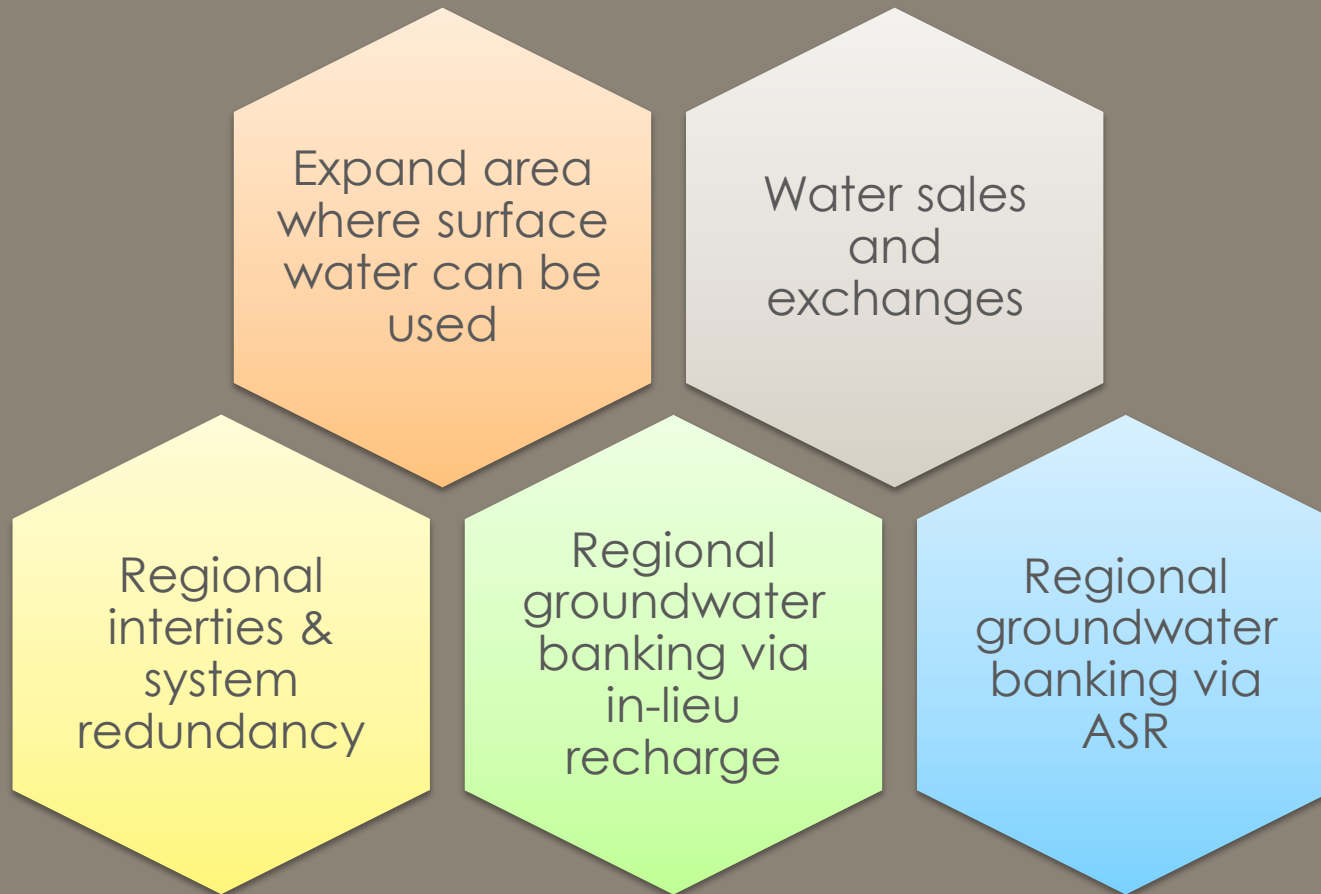 Expand area
where surface
water can be
used
Water sales
and
exchanges
Regional
interties &
system
redundancy
Regional
groundwater
banking via
in-lieu
recharge
Regional
groundwater
banking via
ASR